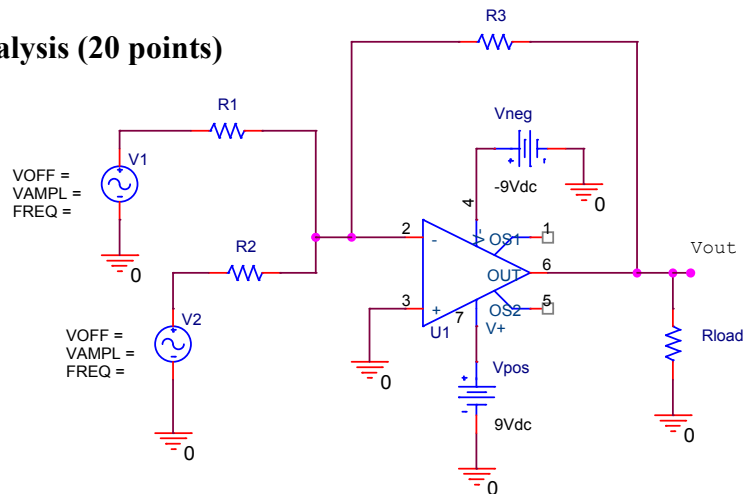 alysis (20 points)
R3
R1
Vneg
V1
VOFF =
VAMPL =
FREQ =
-9Vdc
0
4
V-
OS1
1
0
R2
2
-
Vout
OUT
6
3
+
OS2
5
7
V+
U1
V2
VOFF =
VAMPL =
FREQ =
Rload
Vpos
0
9Vdc
0
0
0